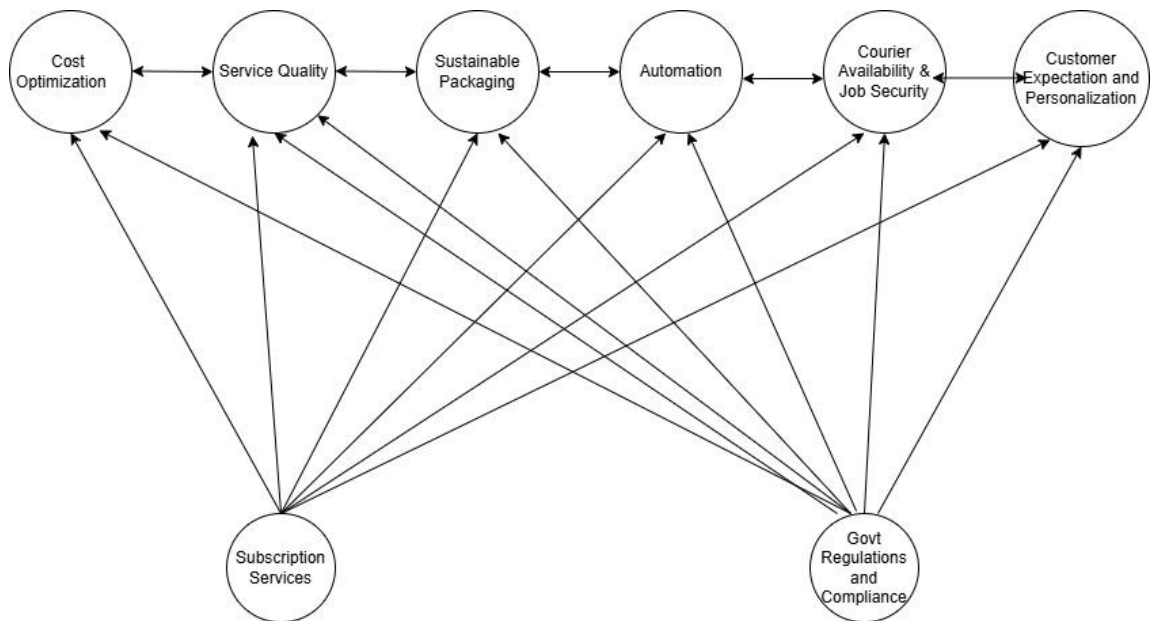 Cost
Optimization
Service Quality
Sustainable
Packaging
Automation
Courier
Availability &
Job Security
Customer
Expectation and
Personalization
Subscription
Services
Govt
Regulations
and
Compliance